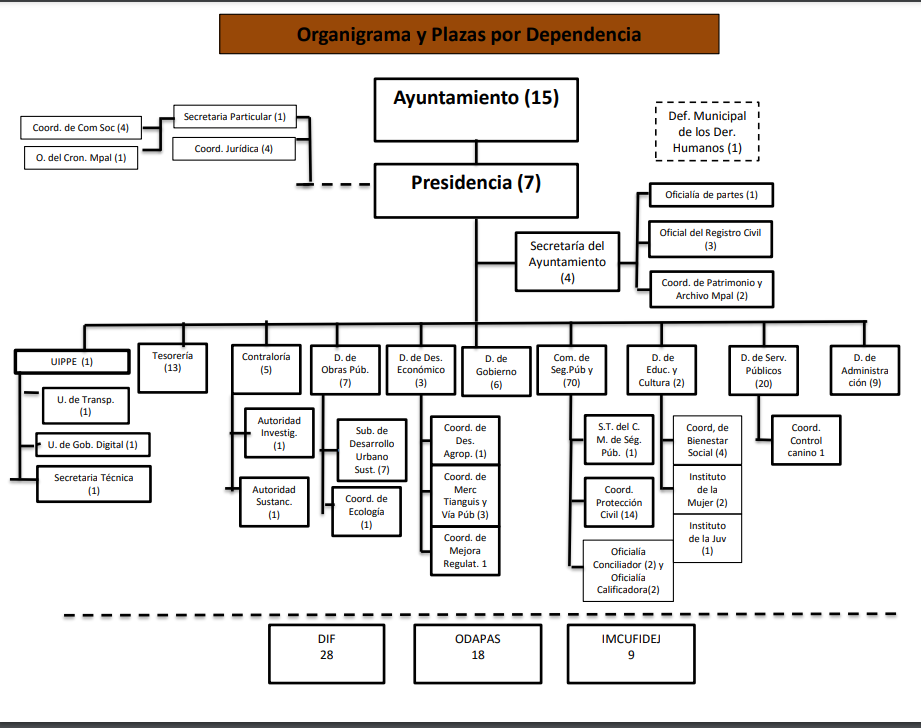 Organigrama y Plazas por Dependencia
Ayuntamiento (15)
Def. Municipal
de los Der.
Humanos (1)
Secretaria Particular (1)
Coord. de Com Soc (4)
Coord. Jurídica (4)
O. del Cron. Mpal (1)
Presidencia (7)
Oficialía de partes (1)
Secretaría del
Ayuntamiento
(4)
Oficial del Registro Civil
(3)
Coord. de Patrimonio y
Archivo Mpal (2)
UIPPE (1)
U. de Transp.
(1)
U. de Gob. Digital (1)
Secretaria Técnica
(1)
Tesorería
(13)
Contraloría
(5)
Autoridad
Investig.
(1)
Autoridad
Sustanc.
(1)
D. de
Obras Púb.
(7)
Sub. de
Desarrollo
Urbano
Sust. (7)
Coord. de
Ecología
(1)
D. de Des.
Económico
(3)
Coord. de
Des.
Agrop. (1)
Coord. de
Merc
Tianguis y
Vía Púb (3)
Coord. de
Mejora
Regulat. 1
D. de
Gobierno
(6)
Com. de
Seg.Púb y
(70)
S.T. del C.
M. de Ség.
Púb. (1)
Coord.
Protección
Civil (14)
Oficialía
Conciliador (2) y
Oficialía
Calificadora(2)
D. de
Educ. y
Cultura (2)
Coord, de
Bienestar
Social (4)
Instituto
de la
Mujer (2)
Instituto
de la Juv
(1)
D. de Serv.
Públicos
(20)
Coord.
Control
canino 1
D. de
Administra
ción (9)
DIF
28
ODAPAS
18
IMCUFIDEJ
9